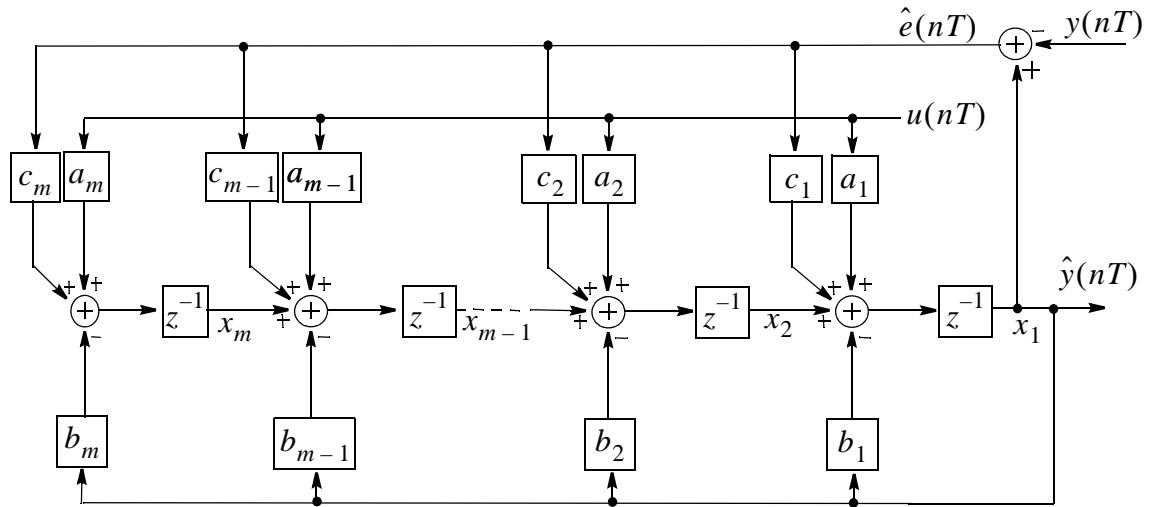 ê(nT) − y(nT)
+ +
u(nT)
c_m a_m c_{m−1} a_{m−1} c_2 a_2 c_1 a_1
+ + + + + + + + ŷ(nT)
+ z^{−1} x_m + + z^{−1} x_{m−1} + + z^{−1} x_2 + + z^{−1} x_1
− − − −
b_m b_{m−1} b_2 b_1